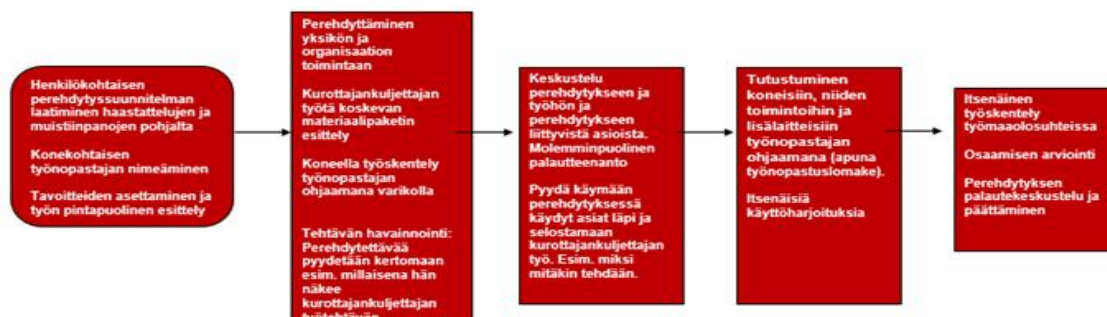 Henkilökohtaisen
perehdytyssuunnitelman
laatiminen haastattelujen ja
muistiinpanojen pohjalta
Konekohtaisen
työnopastajan nimeäminen
Tavoitteiden asettaminen ja
työn pintapuolinen esittely
Perehdyttäminen
yksikön ja
organisaation
toimintaan
Kurottajankuljettajan
työtä koskevan
materiaalipaketin
esittely
Koneella työskentely
työnopastajan
ohjaamana varikolla
Tehtävän havainnointi:
Perehdytettävää
pyydetään kertomaan
esim. millaisena hän
näkee
kurottajankuljettajan
Keskustelu
perehdytykseen ja
työhön ja
perehdytykseen
liittyvistä asioista.
Molemminpuolinen
palautteenanto
Pyydä käymään
perehdytyksessä
käydyt asiat läpi ja
selostamaan
kurottajankuljettajan
työ. Esim. miksi
mitäkin tehdään.
Tutustuminen
koneisiin, niiden
toimintoihin ja
lisälaitteisiin
työnopastajan
ohjaamana (apuna
työnopastuslomake).
Itsenäisiä
käyttöharjoituksia
Itsenäinen
työskentely
työmaaolosuhteissa
Osaamisen arviointi
Perehdytyksen
palautekeskustelu ja
päättäminen